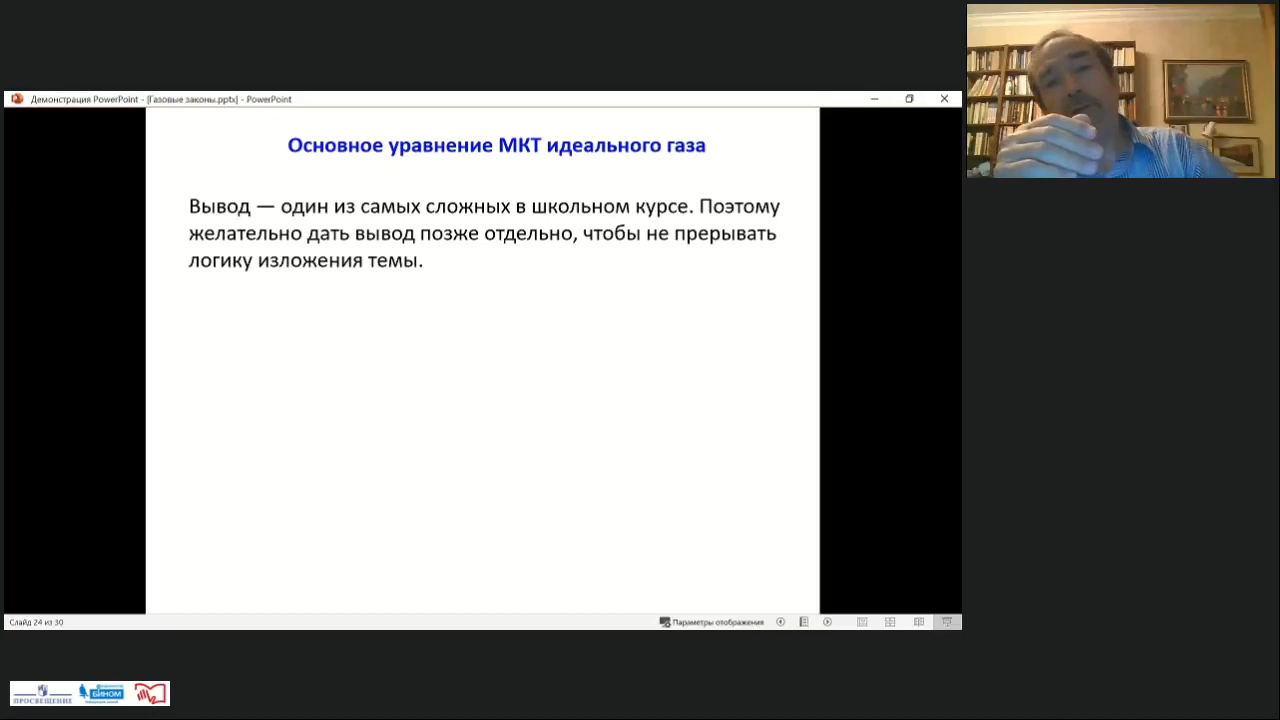 Демонстрация PowerPoint - [Газовые законы.pptx] - PowerPoint
Основное уравнение МКТ идеального газа
Вывод — один из самых сложных в школьном курсе. Поэтому
желательно дать вывод позже отдельно, чтобы не прерывать
логику изложения темы.
Слайд 24 из 30
Параметры отображения
ПРОСВЕЩЕНИЕ
БИНОМ